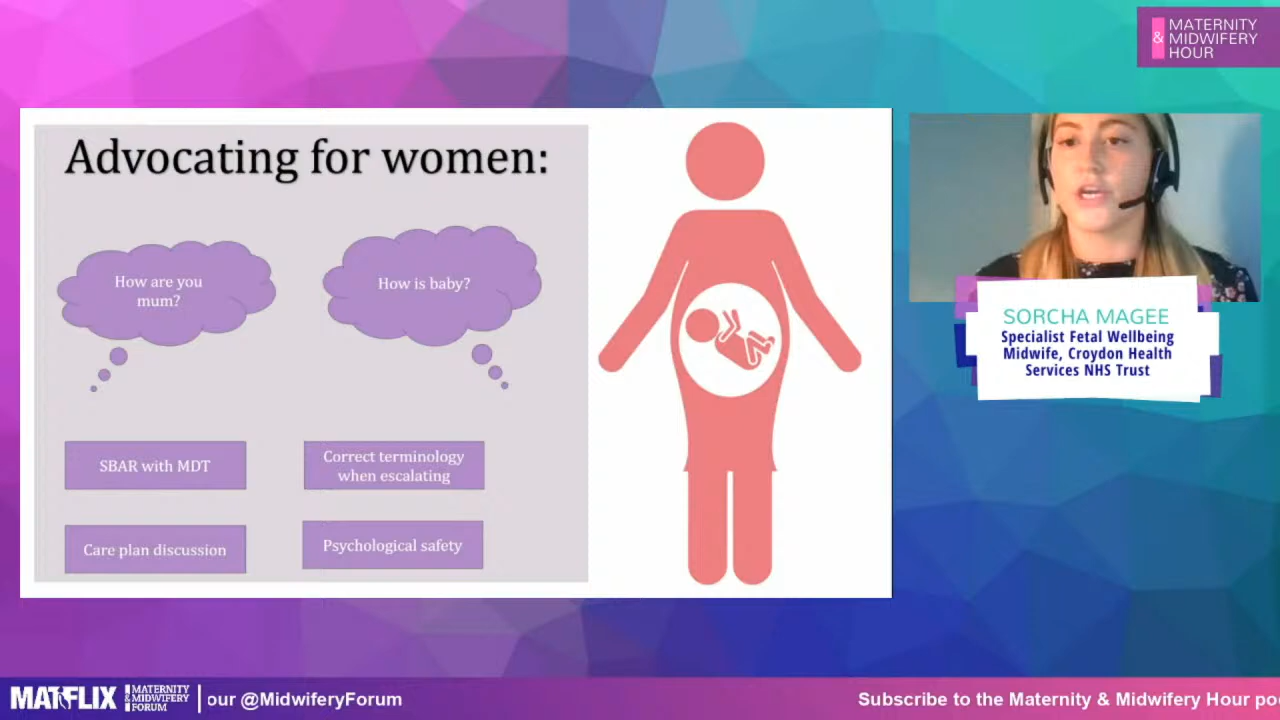 &
MATERNITY
MIDWIFERY
HOUR
Advocating for women:
How are you
mum?
How is baby?
SBAR with MDT
Correct terminology
when escalating
Care plan discussion
Psychological safety
SORCHA MAGEE
Specialist Fetal Wellbeing
Midwife, Croydon Health
Services NHS Trust
MATFLIX
MATERNITY
& MIDWIFERY
FORUM
our @MidwiferyForum
Subscribe to the Maternity & Midwifery Hour po